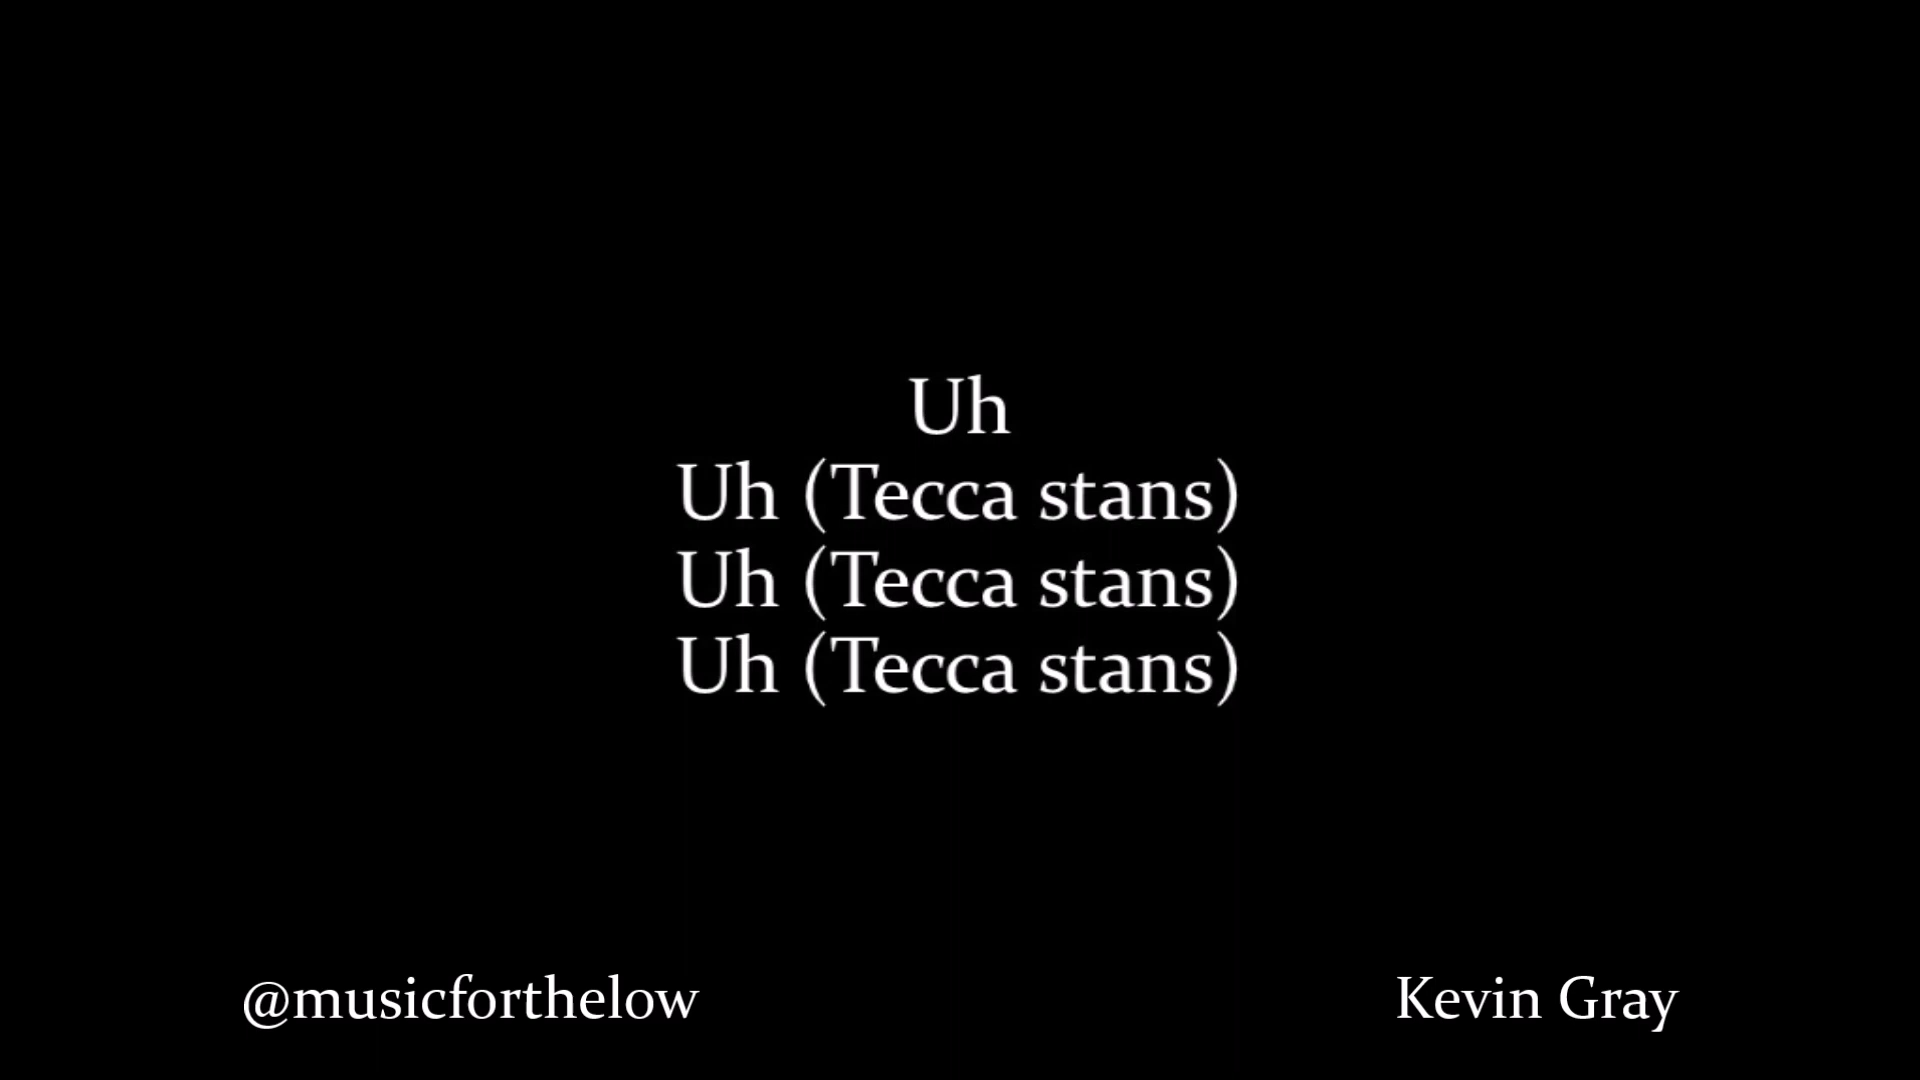 Uh
Uh (Tecca stans)
Uh (Tecca stans)
Uh (Tecca stans)
@musicforthelow
Kevin Gray